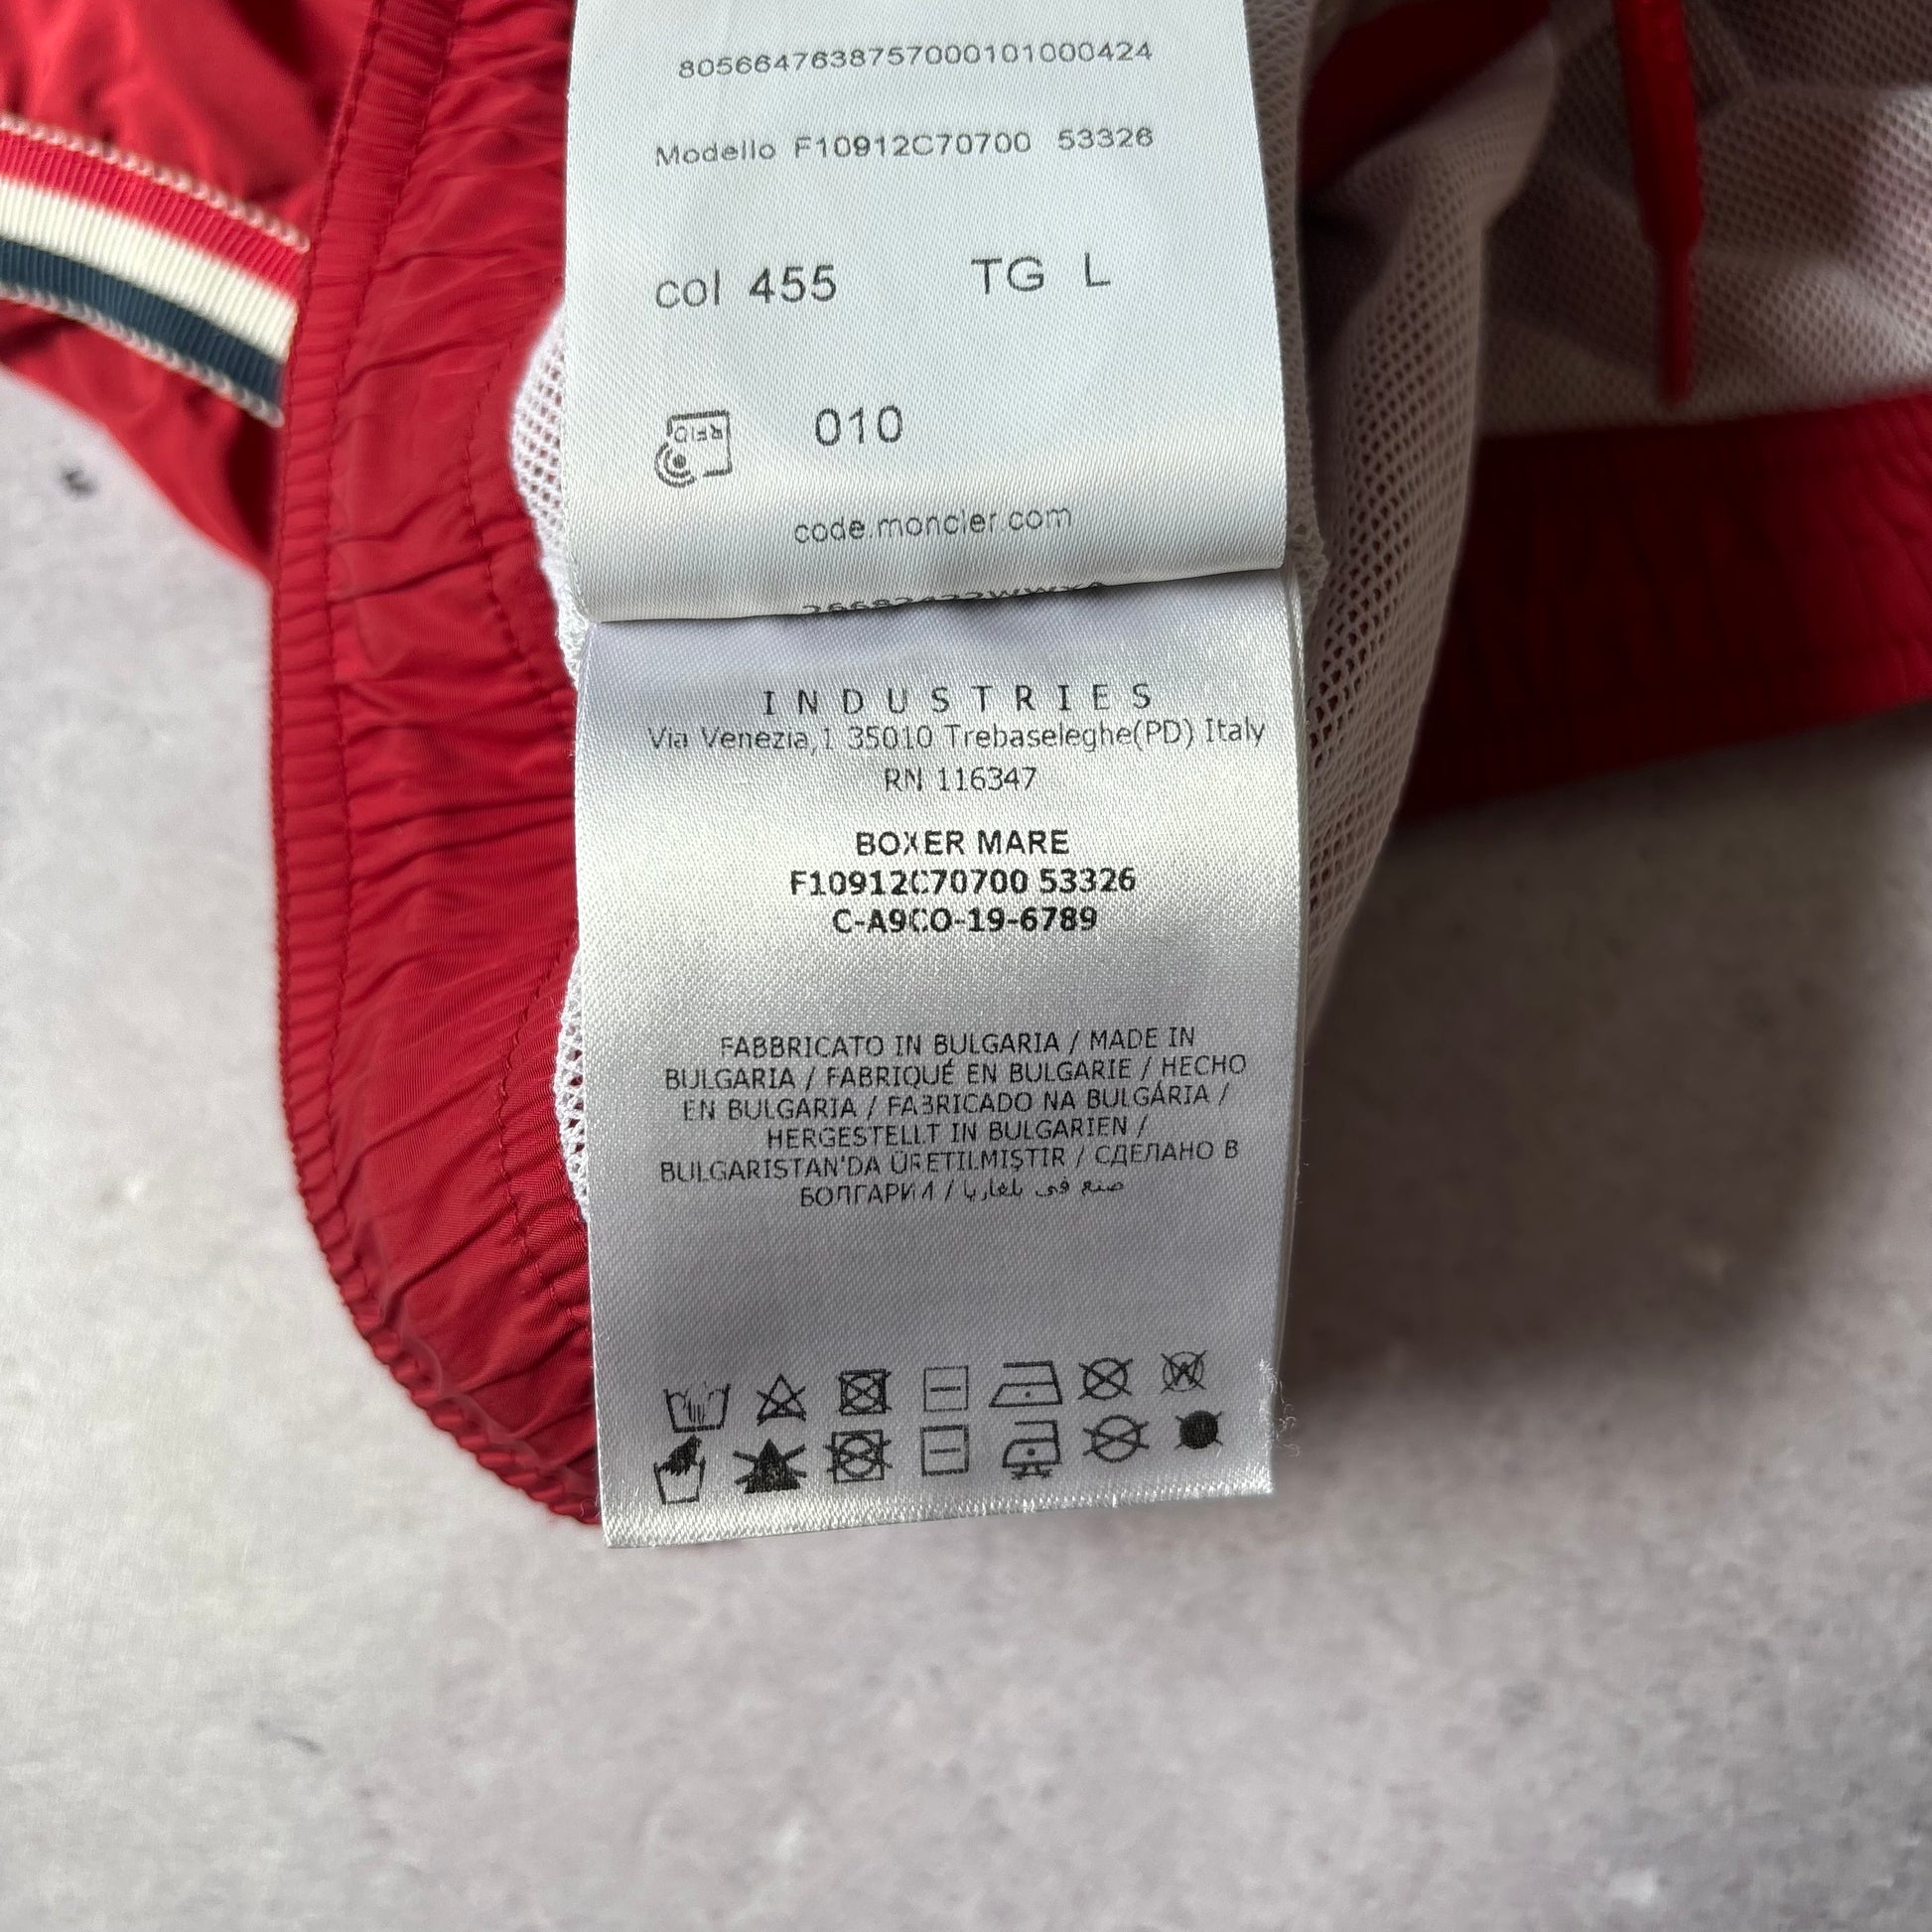 8056647638757000101000424
Modello F10912C70700 53326
col 455 TG L
RFID
010
code.moncler.com
INDUSTRIES
Via Venezia,1 35010 Trebaseleghe(PD) Italy
RN 116347
BOXER MARE
F10912C70700 53326
C-A9CO-19-6789
FABBRICATO IN BULGARIA / MADE IN
BULGARIA / FABRIQUÉ EN BULGARIE / HECHO
EN BULGARIA / FABRICADO NA BULGÁRIA /
HERGESTELLT IN BULGARIEN /
BULGARISTAN'DA ÜRETILMIŞTIR / СДЕЛАНО В
БОЛГАРИИ / صنع في بلغاريا
W